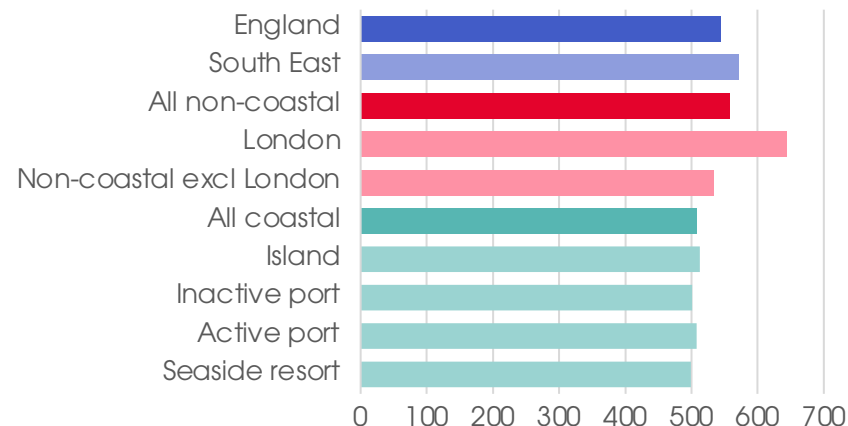 England
South East
All non-coastal
London
Non-coastal excl London
All coastal
Island
Inactive port
Active port
Seaside resort
0 100 200 300 400 500 600 700